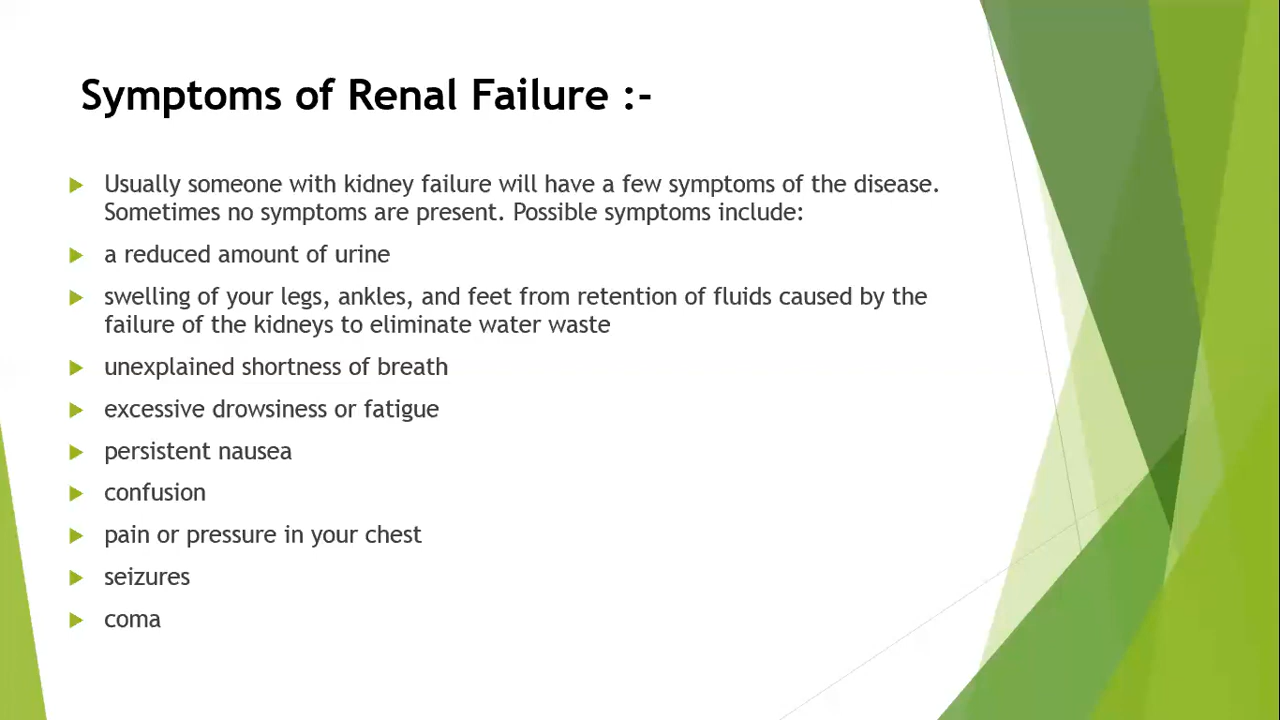 Symptoms of Renal Failure :-
Usually someone with kidney failure will have a few symptoms of the disease.
Sometimes no symptoms are present. Possible symptoms include:
a reduced amount of urine
swelling of your legs, ankles, and feet from retention of fluids caused by the
failure of the kidneys to eliminate water waste
unexplained shortness of breath
excessive drowsiness or fatigue
persistent nausea
confusion
pain or pressure in your chest
seizures
coma